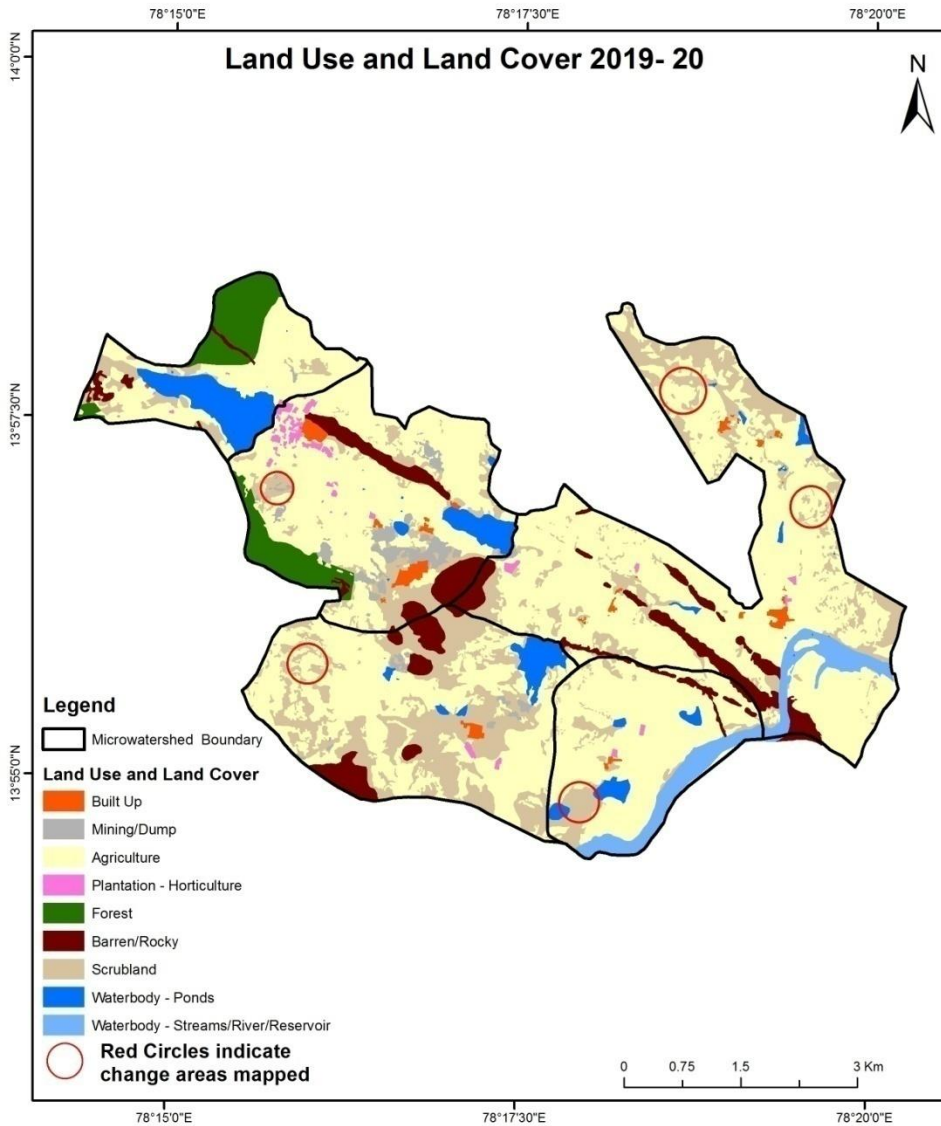 78°15'0"E 78°17'30"E 78°20'0"E
14°0'0"N
Land Use and Land Cover 2019- 20
N
13°57'30"N
13°55'0"N
Legend
Microwatershed Boundary
Land Use and Land Cover
Built Up
Mining/Dump
Agriculture
Plantation - Horticulture
Forest
Barren/Rocky
Scrubland
Waterbody - Ponds
Waterbody - Streams/River/Reservoir
Red Circles indicate
change areas mapped
0 0.75 1.5 3 Km
78°15'0"E 78°17'30"E 78°20'0"E